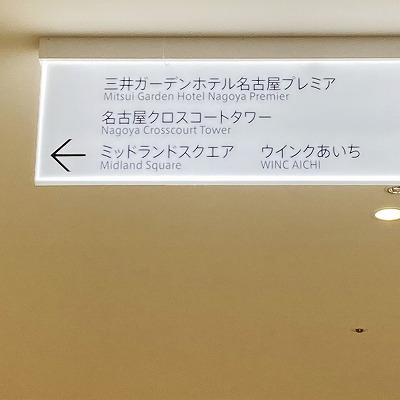 三井ガーデンホテル名古屋プレミア
Mitsui Garden Hotel Nagoya Premier
名古屋クロスコートタワー
Nagoya Crosscourt Tower
ミッドランドスクエア ウインクあいち
Midland Square WINC AICHI